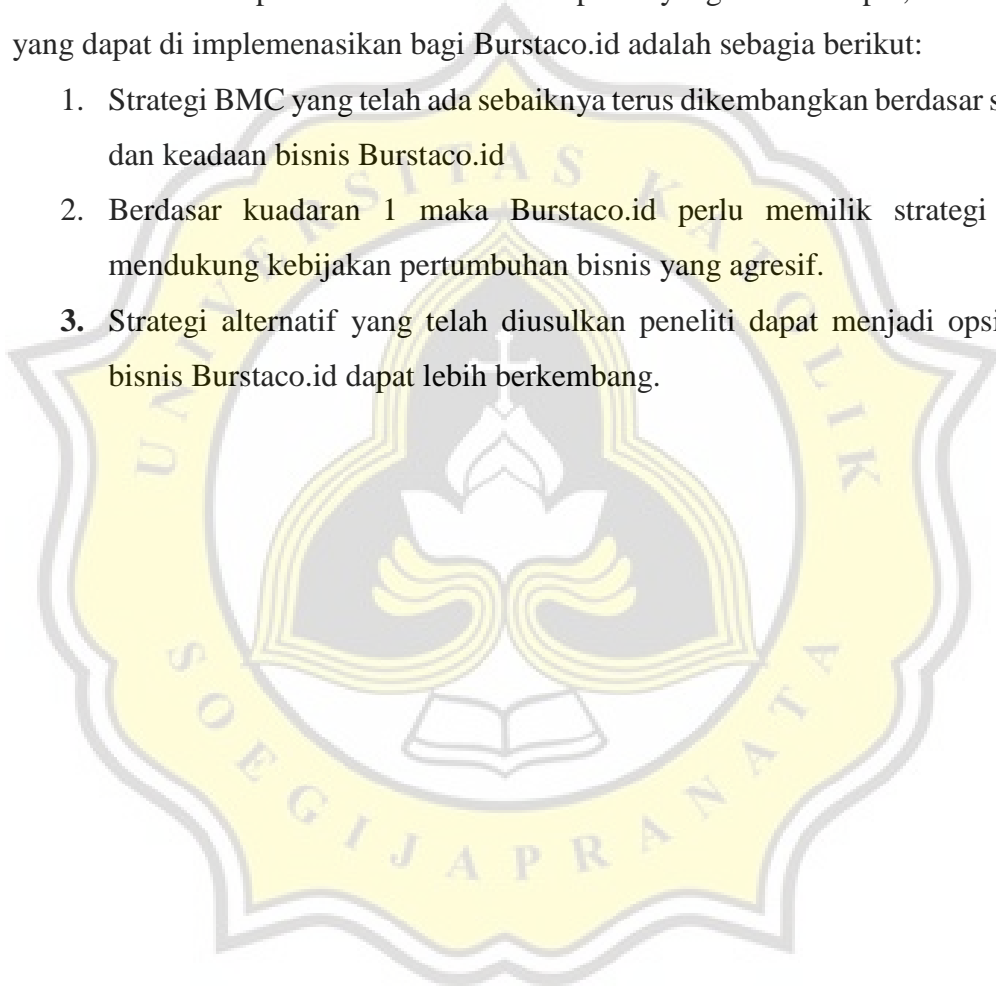 yang dapat di implemenasikan bagi Burstaco.id adalah sebagia berikut:
1. Strategi BMC yang telah ada sebaiknya terus dikembangkan berdasar s
dan keadaan bisnis Burstaco.id
2. Berdasar kuadaran 1 maka Burstaco.id perlu memilik strategi
mendukung kebijakan pertumbuhan bisnis yang agresif.
3. Strategi alternatif yang telah diusulkan peneliti dapat menjadi opsi
bisnis Burstaco.id dapat lebih berkembang.
UNIVERSITAS KATOLIK
SOEGIJAPRANATA